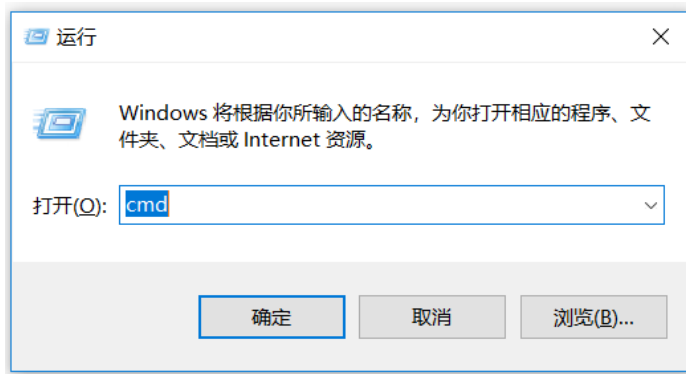 运行
Windows 将根据你所输入的名称，为你打开相应的程序、文
件夹、文档或 Internet 资源。
打开(O): cmd
确定 取消 浏览(B)...